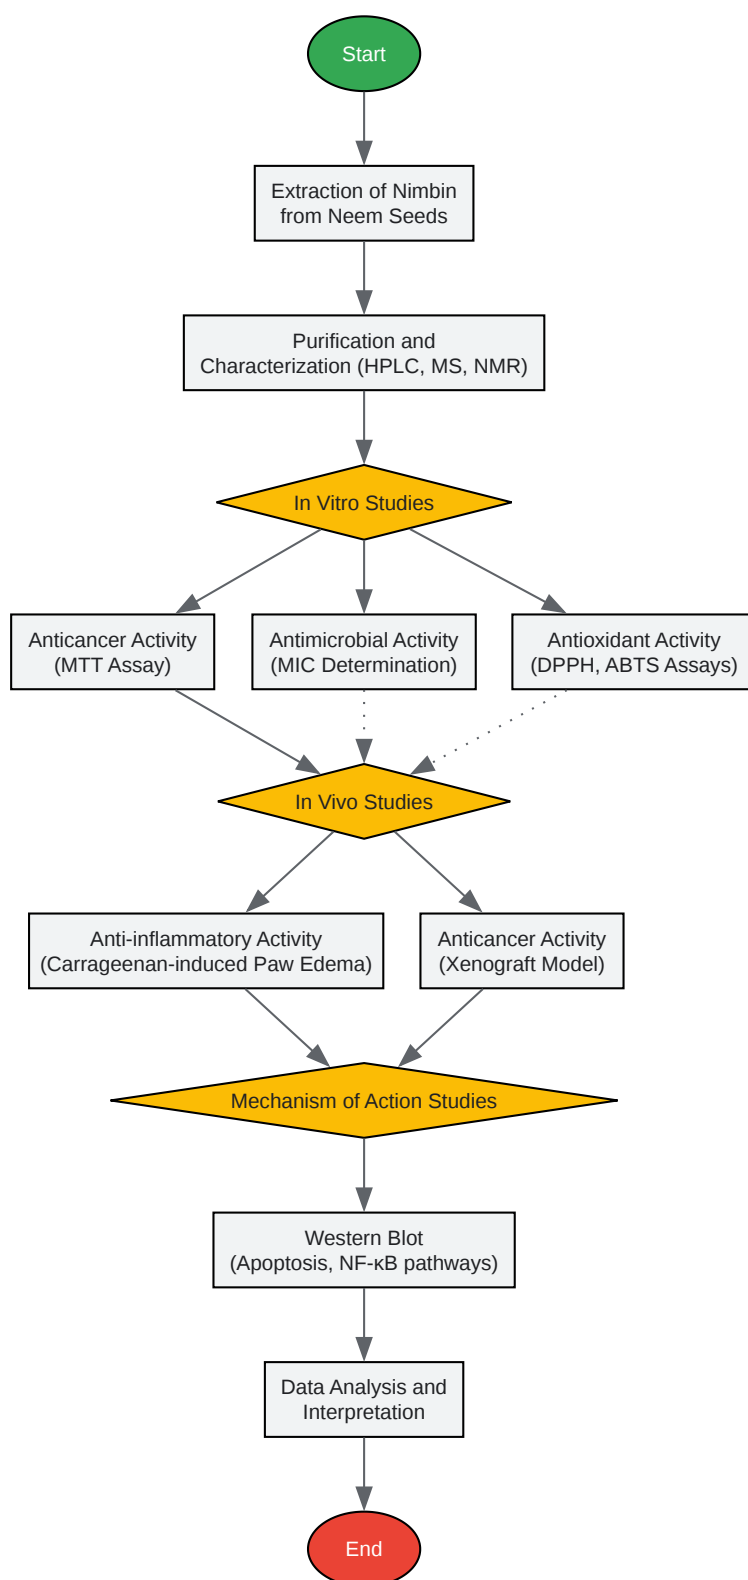 Start
Extraction of Nimbin
from Neem Seeds
Purification and
Characterization (HPLC, MS, NMR)
In Vitro Studies
Anticancer Activity
(MTT Assay)
Antimicrobial Activity
(MIC Determination)
Antioxidant Activity
(DPPH, ABTS Assays)
In Vivo Studies
Anti-inflammatory Activity
(Carrageenan-induced Paw Edema)
Anticancer Activity
(Xenograft Model)
Mechanism of Action Studies
Western Blot
(Apoptosis, NF-κB pathways)
Data Analysis and
Interpretation
End